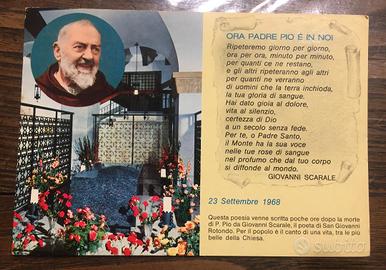 ORA PADRE PIO È IN NOI
Ripeteremo giorno per giorno,
ora per ora, minuto per minuto,
per quanti ce ne restano,
e gli altri ripeteranno agli altri
per quanti ne verranno
di uomini che la terra inchioda,
la tua gloria di sangue.
Hai dato gioia al dolore,
vita al silenzio,
certezza di Dio
a un secolo senza fede.
Per te, o Padre Santo,
il Monte ha la sua voce
nelle tue rose di sangue
nel profumo che dal tuo corpo
si diffonde al mondo.
GIOVANNI SCARALE
23 Settembre 1968
Questa poesia venne scritta poche ore dopo la morte
di P. Pio da Giovanni Scarale, il poeta di San Giovanni
Rotondo. Per il popolo è il canto di una vita, tra le più
belle della Chiesa.
subito.it